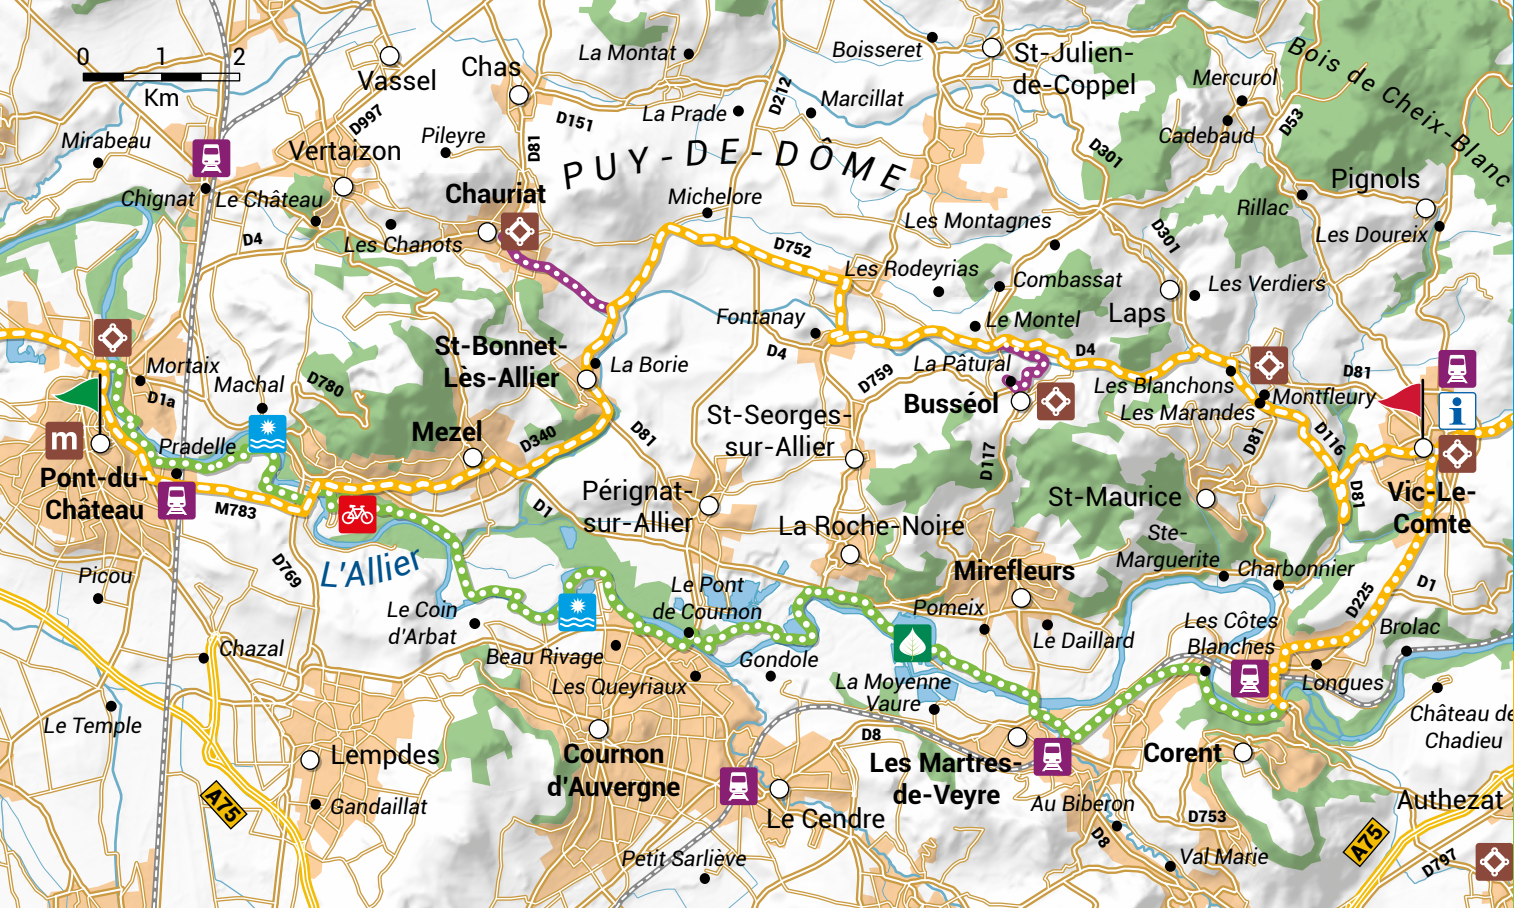 0 1 2
Km
Vassel
Chas
La Montat
Boisseret
St-Julien-
de-Coppel
Mercurol
Bois de Cheix-Blanc
D997
D151
D81
La Prade
D212
Marcillat
Cadebaud
D53
D301
Mirabeau
Vertaizon
Pileyre
PUY-DE-DÔME
Pignols
Chignat
Le Château
Chauriat
Michelore
Rillac
Les Montagnes
Les Doureix
D4
Les Chanots
D752
D301
Les Rodeyrias
Combassat
Les Verdiers
Laps
Fontanay
Le Montel
St-Bonnet-
Lès-Allier
La Borie
D4
La Pâtural
D4
D759
Mortaix
Machal
D780
D1a
Les Blanchons
D81
Montfleury
Les Marandes
Busséol
i
m
Pradelle
Mezel
D340
D81
St-Seorges-
sur-Allier
D117
D81
D116
Pont-du-
Château
M783
D1
Pérignat-
sur-Allier
La Roche-Noire
St-Maurice
D81
Vic-Le-
Comte
Ste-
Marguerite
Charbonnier
D769
L'Allier
Picou
Mirefleurs
D1
D225
Le Coin
d'Arbat
Le Pont
de Cournon
Pomeix
Le Daillard
Les Côtes
Blanches
Brolac
Chazal
Beau Rivage
Les Queyriaux
Gondole
La Moyenne
Vaure
Longues
Le Temple
Château de
Chadieu
Lempdes
Cournon
d'Auvergne
D8
Les Martres-
de-Veyre
Corent
A75
Gandaillat
Le Cendre
Au Biberon
D8
D753
Authezat
A75
Petit Sarliève
Val Marie
D797